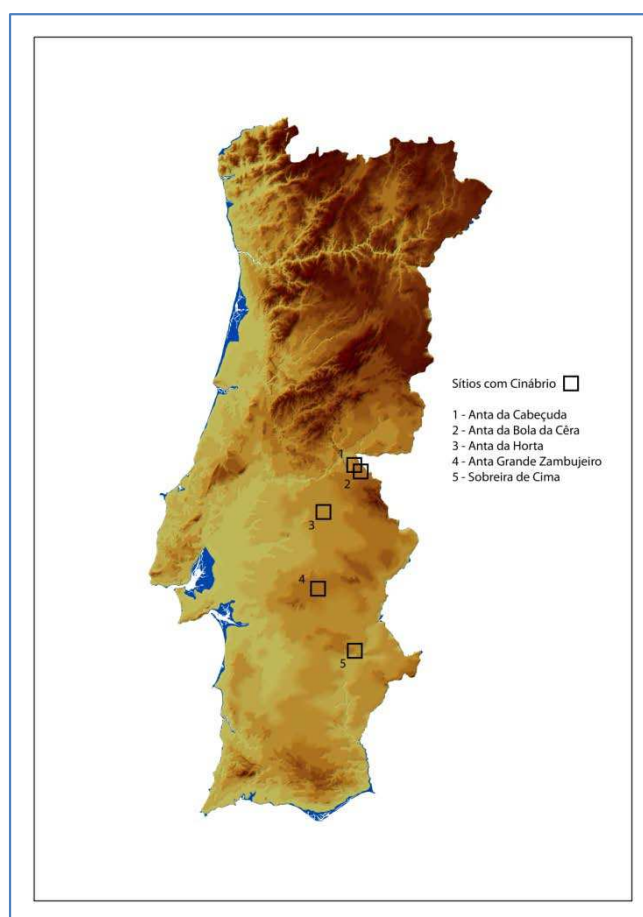 Sítios com Cinábrio
1 - Anta da Cabeçuda
2 - Anta da Bola da Cêra
3 - Anta da Horta
4 - Anta Grande Zambujeiro
5 - Sobreira de Cima
1
2
3
4
5